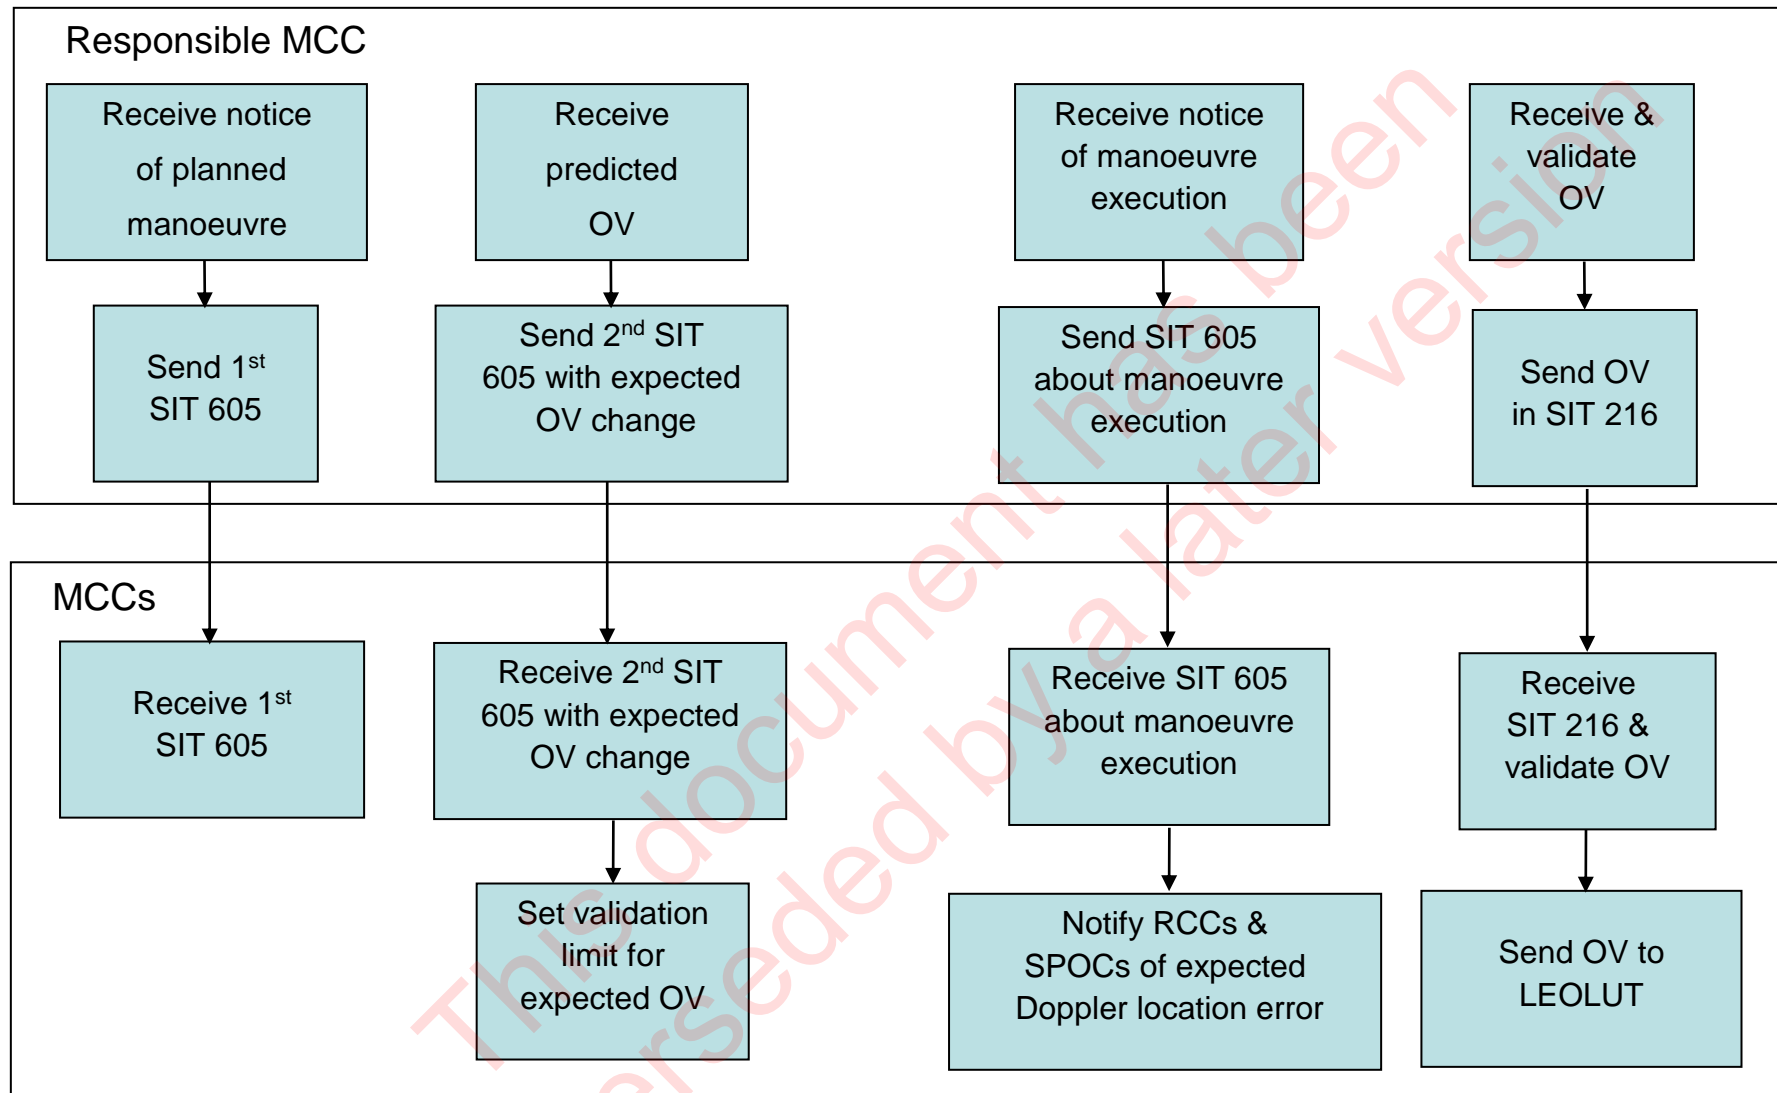 Responsible MCC
Receive notice
of planned
manoeuvre
Receive
predicted
OV
Receive notice
of manoeuvre
execution
Receive &
validate
OV
Send 1st
SIT 605
Send 2nd SIT
605 with expected
OV change
Send SIT 605
about manoeuvre
execution
Send OV
in SIT 216
MCCs
Receive 1st
SIT 605
Receive 2nd SIT
605 with expected
OV change
Receive SIT 605
about manoeuvre
execution
Receive
SIT 216 &
validate OV
Set validation
limit for
expected OV
Notify RCCs &
SPOCs of expected
Doppler location error
Send OV to
LEOLUT
This document has been
erseded by a later version